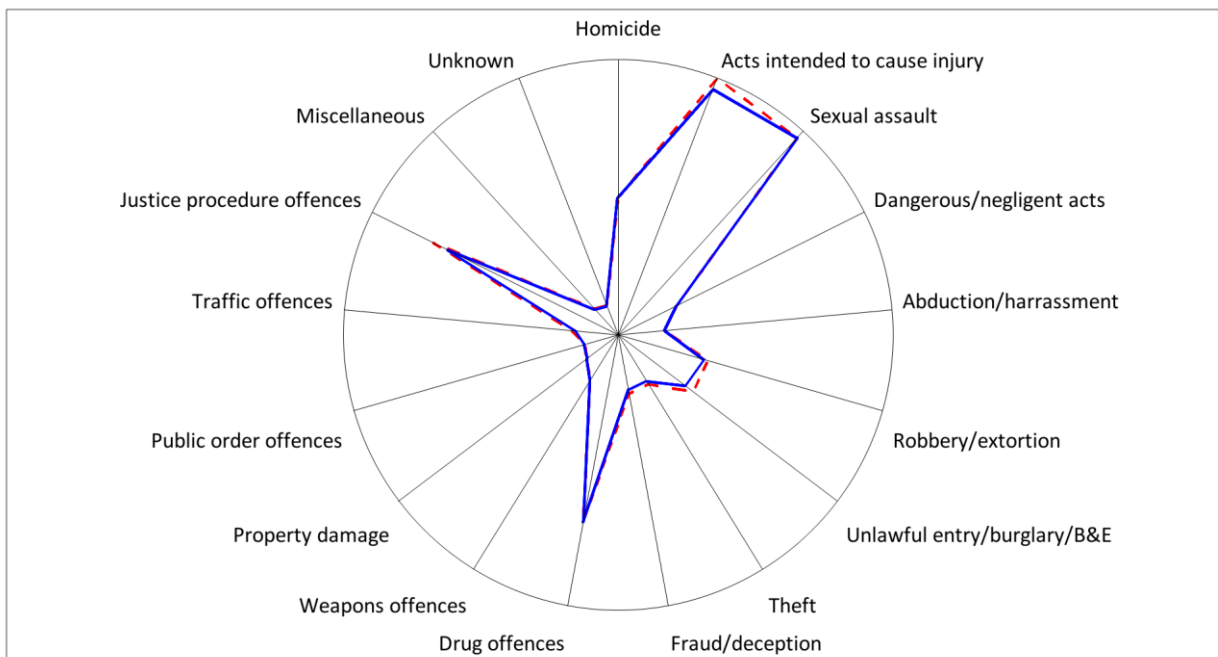 Homicide
Acts intended to cause injury
Sexual assault
Dangerous/negligent acts
Abduction/harrassment
Robbery/extortion
Unlawful entry/burglary/B&E
Theft
Fraud/deception
Drug offences
Weapons offences
Property damage
Public order offences
Traffic offences
Justice procedure offences
Miscellaneous
Unknown